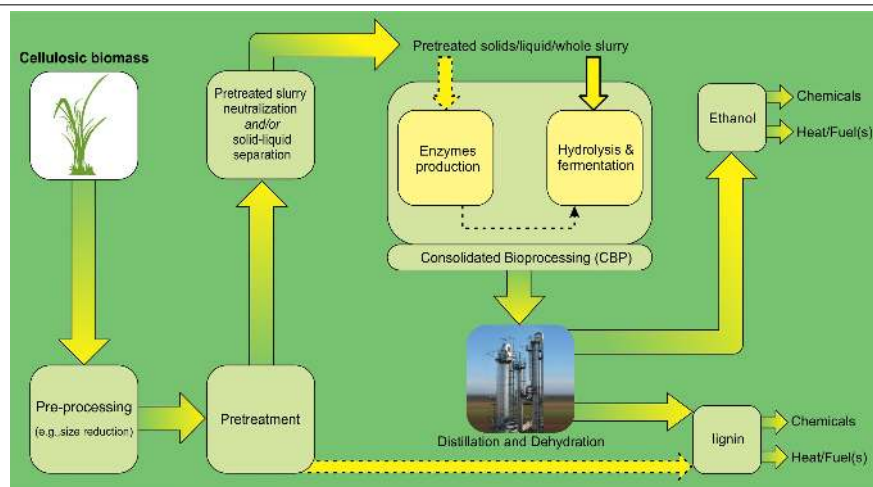 Cellulosic biomass
Pre-processing
(e.g.,size reduction)
Pretreatment
Pretreated slurry
neutralization
and/or
solid-liquid
separation
Pretreated solids/liquid/whole slurry
Enzymes
production
Hydrolysis &
fermentation
Consolidated Bioprocessing (CBP)
Distillation and Dehydration
Ethanol
Chemicals
Heat/Fuel(s)
lignin
Chemicals
Heat/Fuel(s)